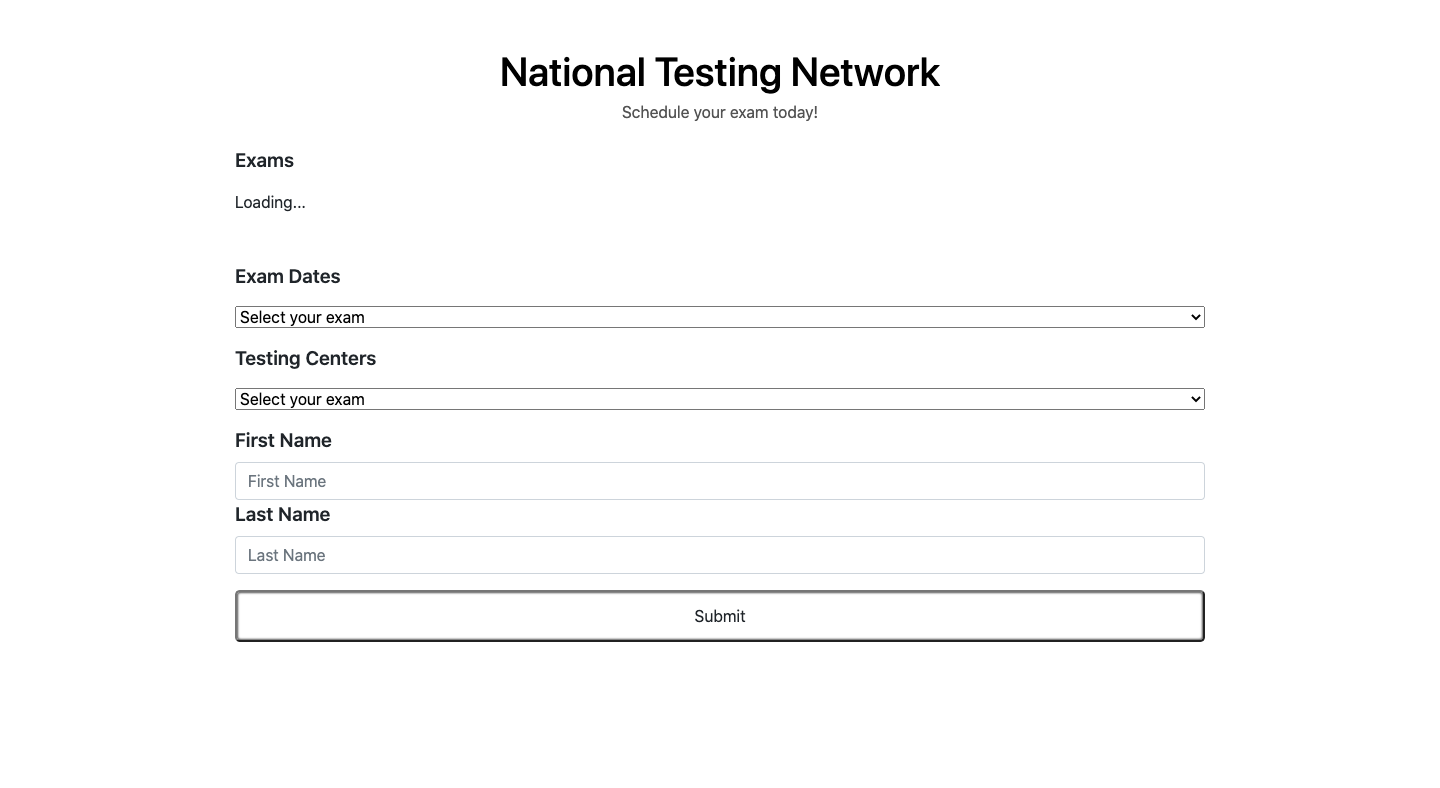 National Testing Network
Schedule your exam today!
Exams
Loading...
Exam Dates
Select your exam
Testing Centers
Select your exam
First Name
First Name
Last Name
Last Name
Submit